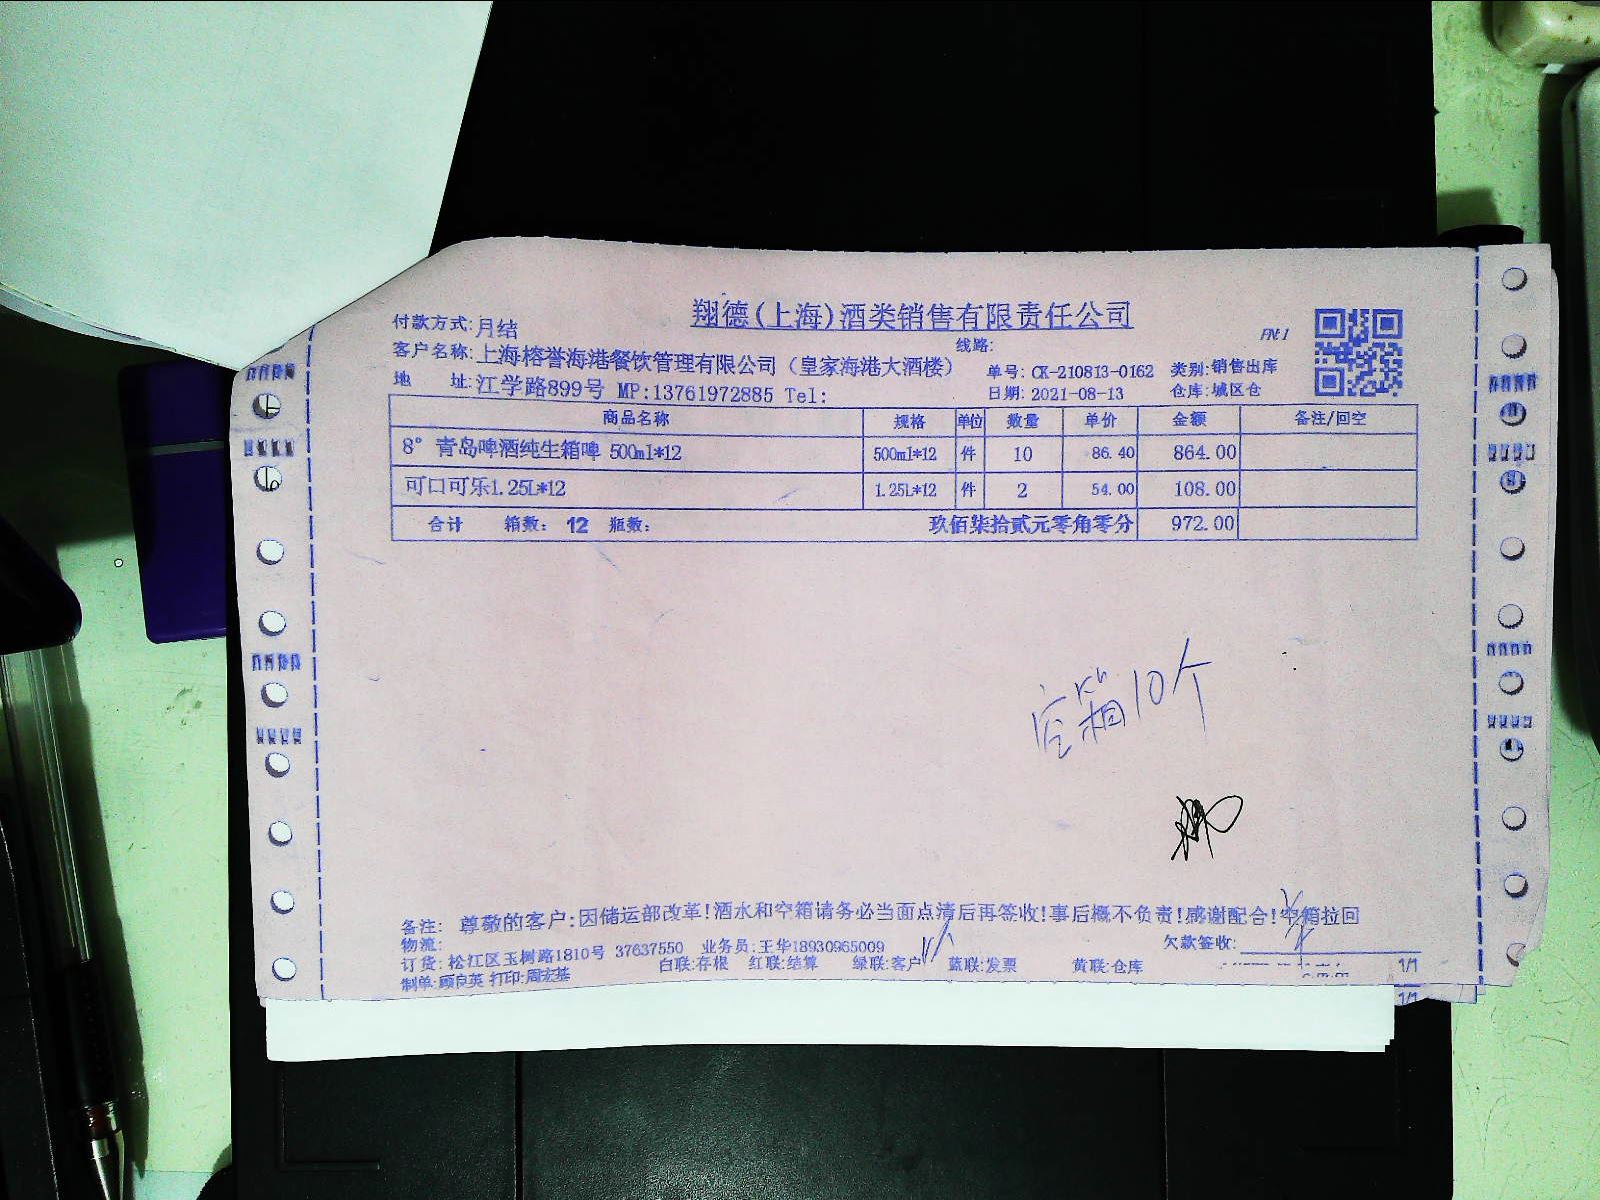 翔德(上海)酒类销售有限责任公司
付款方式:月结
线路:
FN-1
客户名称:上海榕誉海港餐饮管理有限公司（皇家海港大酒楼）
单号: CK-210813-0162 类别:销售出库
地 址:江学路899号 MP:13761972885 Tel:
日期: 2021-08-13 仓库:城区仓
商品名称 规格 单位 数量 单价 金额 备注/回空
8° 青岛啤酒纯生箱啤 500ml*12 500ml*12 件 10 86.40 864.00
可口可乐1.25L*12 1.25L*12 件 2 54.00 108.00
合计 箱数: 12 瓶数: 玖佰柒拾贰元零角零分 972.00
空箱10个
备注: 尊敬的客户:因储运部改革!酒水和空箱请务必当面点清后再签收!事后概不负责!感谢配合!空箱拉回
物流:
欠款签收:
订货:松江区玉树路1810号 37637550 业务员:王华18930965009
白联:存根 红联:结算 绿联:客户 蓝联:发票 黄联:仓库 1/1
制单:顾良英 打印:周宏基
1/1